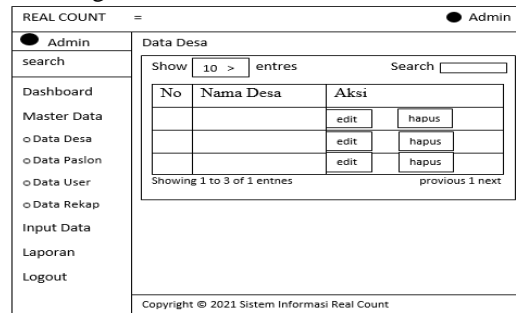 REAL COUNT = Admin
Admin
search
Dashboard
Master Data
Data Desa
Data Paslon
Data User
Data Rekap
Input Data
Laporan
Logout
Data Desa
Show 10 > entres Search
No Nama Desa Aksi
edit hapus
edit hapus
edit hapus
Showing 1 to 3 of 1 entnes provious 1 next
Copyright © 2021 Sistem Informasi Real Count